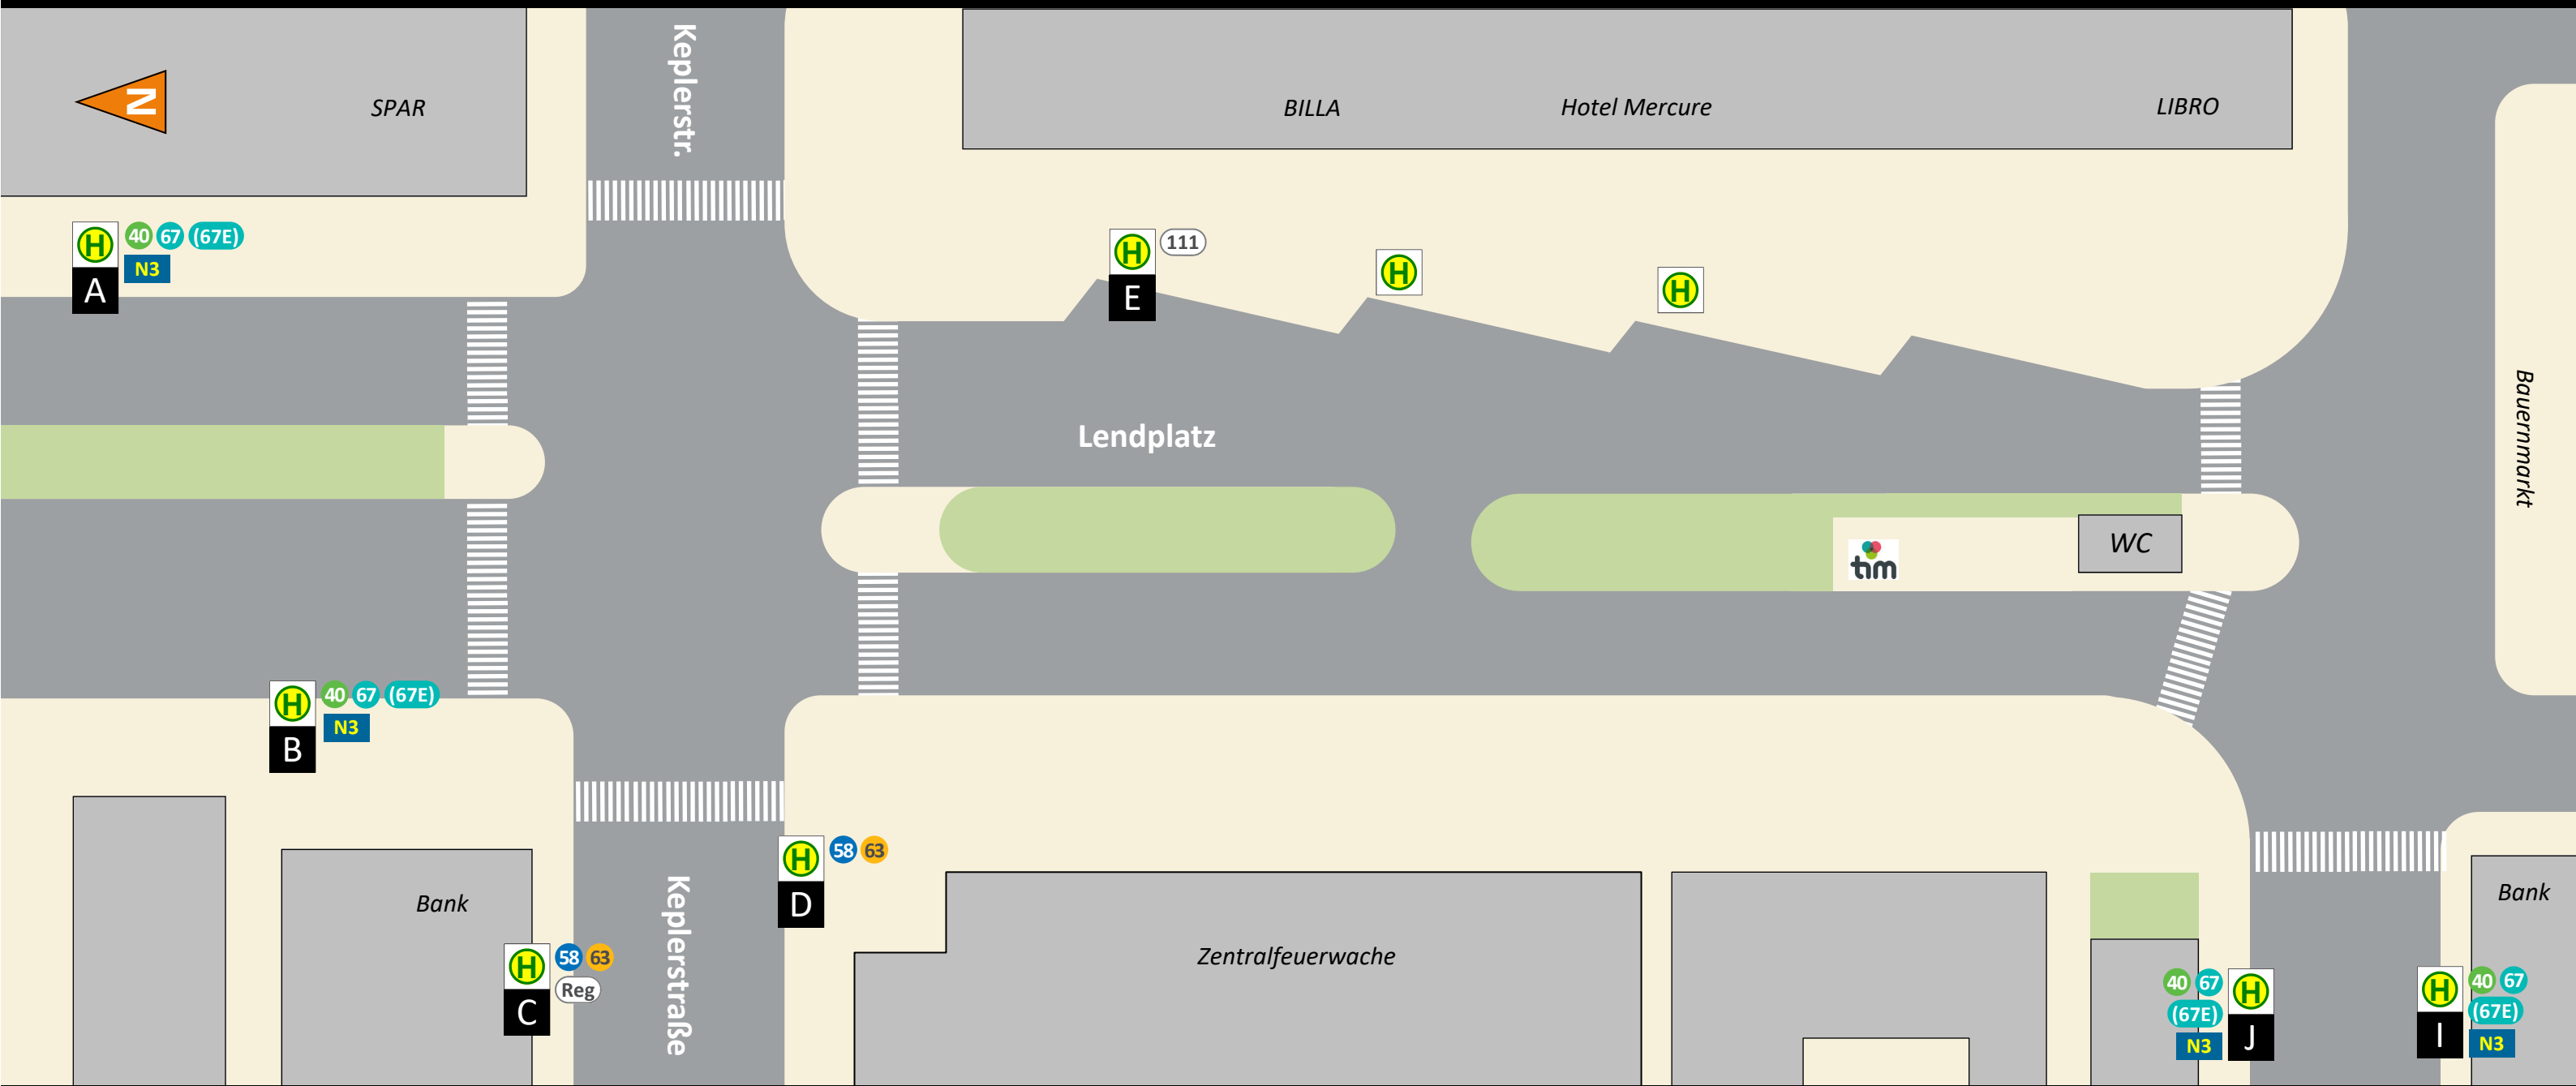 Keplerstr.
N
SPAR
BILLA
Hotel Mercure
LIBRO
H 40 67 (67E)
N3
A
H 111
E
H
H
Lendplatz
Bauernmarkt
tim
WC
H 40 67 (67E)
N3
B
H 58 63
D
Bank
Keplerstraße
H 58 63
Reg
C
Zentralfeuerwache
Bank
40 67 H
(67E)
N3
J
H 40 67
(67E)
N3
I